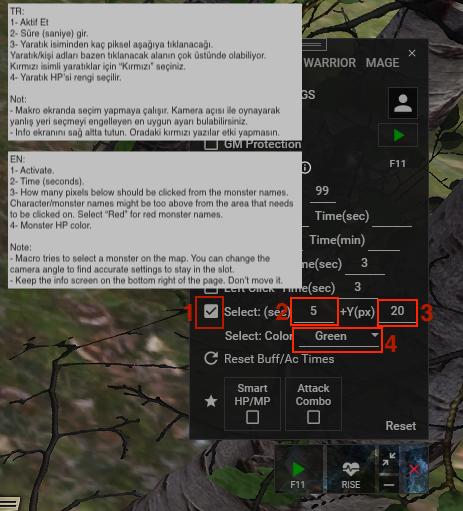 TR:
1- Aktif Et
2- Süre (saniye) gir.
3- Yaratık isiminden kaç piksel aşağıya tıklanacağı.
Yaratık/kişi adları bazen tıklanacak alanın çok üstünde olabiliyor.
Kırmızı isimli yaratıklar için "Kırmızı" seçiniz.
4- Yaratık HP'si rengi seçilir.
Not:
- Makro ekranda seçim yapmaya çalışır. Kamera açısı ile oynayarak
yanlış yeri seçmeyi engelleyen en uygun ayarı bulabilirsiniz.
- Info ekranını sağ altta tutun. Oradaki kırmızı yazılar etki yapmasın.
EN:
1- Activate.
2- Time (seconds).
3- How many pixels below should be clicked from the monster names.
Character/monster names might be too above from the area that needs
to be clicked on. Select "Red" for red monster names.
4- Monster HP color.
Note:
- Macro tries to select a monster on the map. You can change the
camera angle to find accurate settings to stay in the slot.
- Keep the info screen on the bottom right of the page. Don't move it.
×
WARRIOR MAGE
GS
GM Protection
F11
99
Time(sec)
Time(min)
3
Left Click Time(sec) 3
1 Select: (sec) 2 5 +Y(px) 20 3
Select: Color Green 4
Reset Buff/Ac Times
Smart
HP/MP
Attack
Combo
Reset
F11
RISE